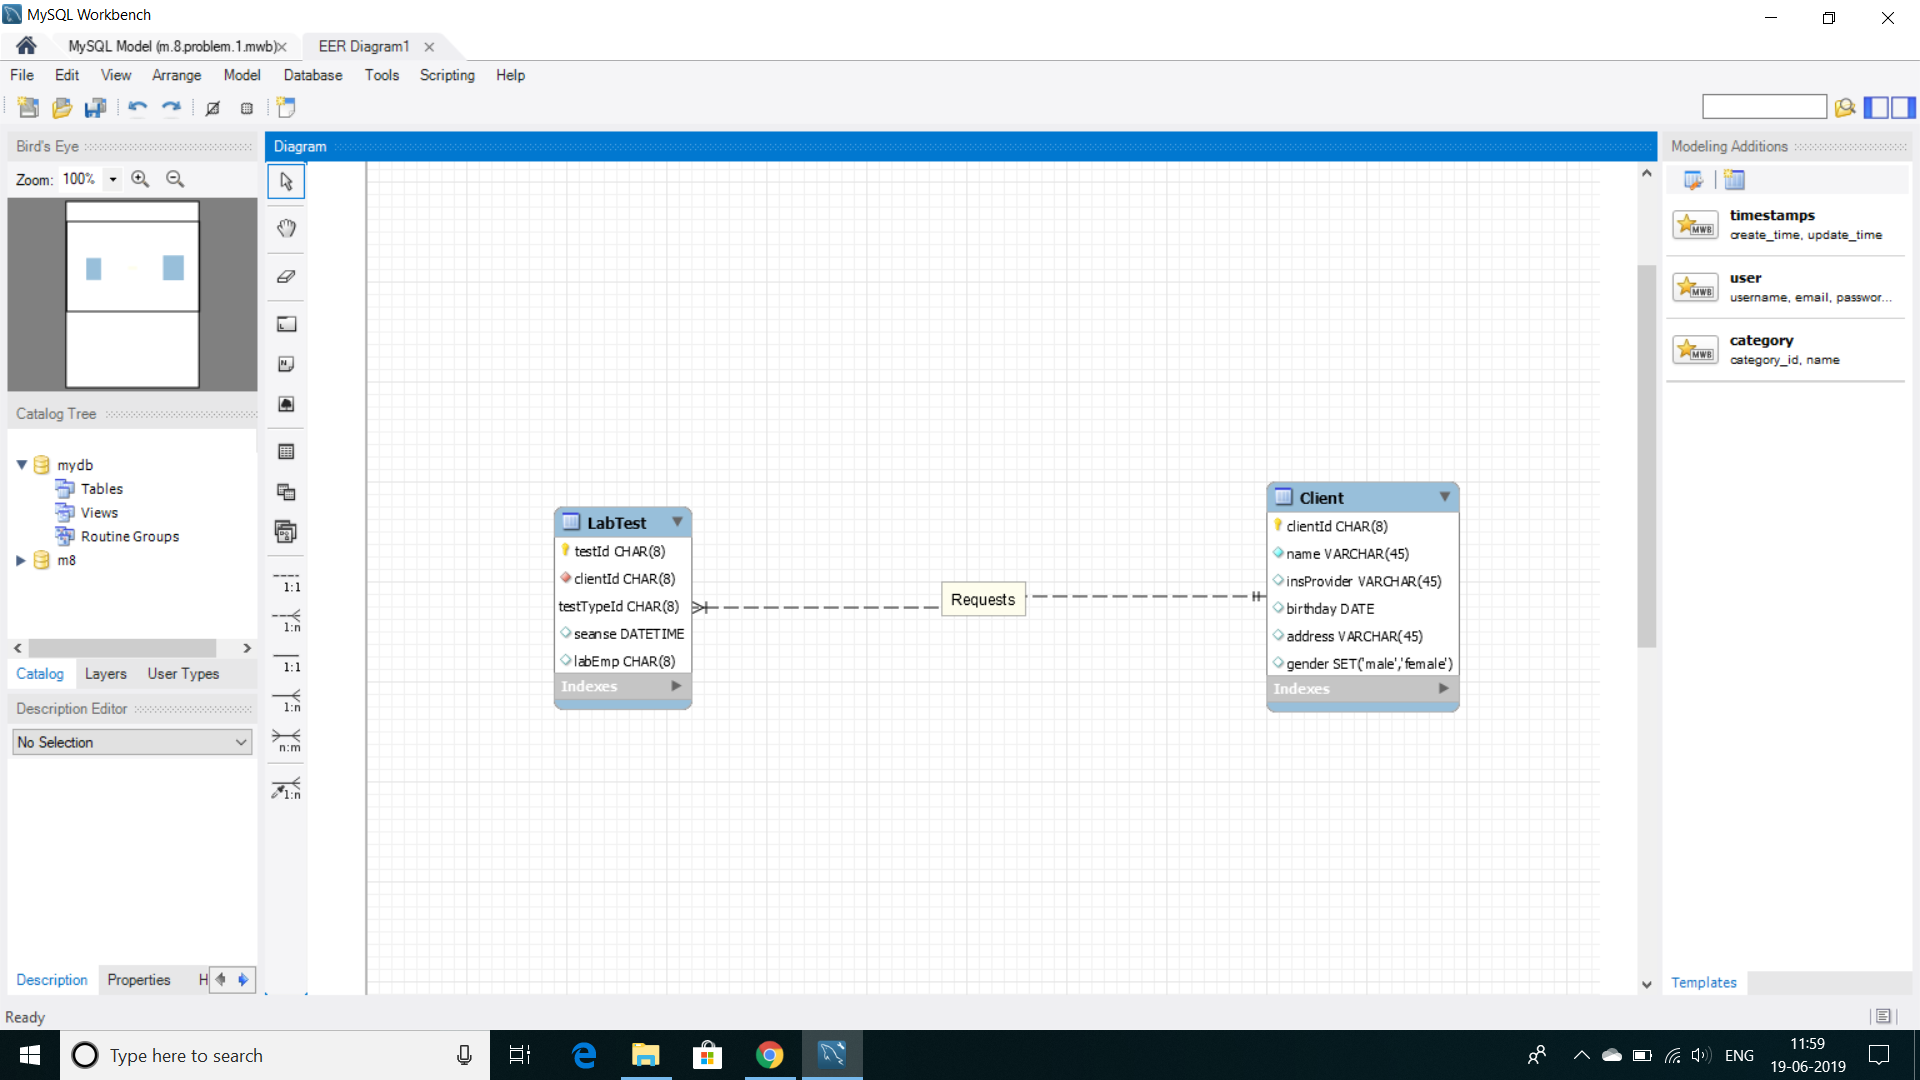 MySQL Workbench
MySQL Model (m.8.problem.1.mwb)
EER Diagram1
File Edit View Arrange Model Database Tools Scripting Help
Bird's Eye
Zoom: 100%
Catalog Tree
mydb
Tables
Views
Routine Groups
m8
Catalog Layers User Types
Description Editor
No Selection
Description Properties H
Diagram
1:1
1:n
1:1
1:n
n:m
1:n
LabTest
testId CHAR(8)
clientId CHAR(8)
testTypeId CHAR(8)
seanse DATETIME
labEmp CHAR(8)
Indexes
Requests
Client
clientId CHAR(8)
name VARCHAR(45)
insProvider VARCHAR(45)
birthday DATE
address VARCHAR(45)
gender SET('male','female')
Indexes
Modeling Additions
MWB
timestamps
create_time, update_time
MWB
user
username, email, passwor...
MWB
category
category_id, name
Templates
Ready
Type here to search
ENG
11:59
19-06-2019